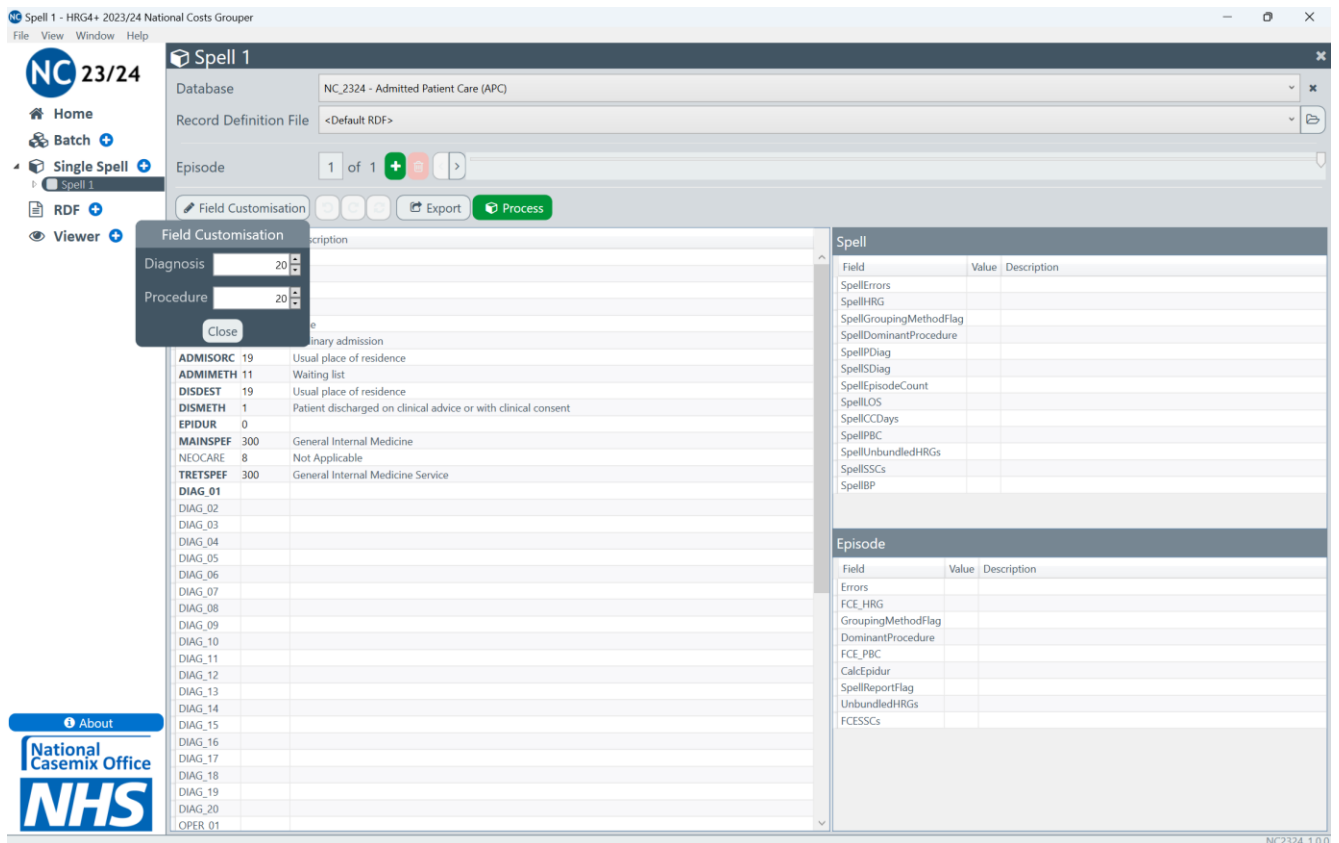 Spell 1 - HRG4+ 2023/24 National Costs Grouper
File View Window Help
NC 23/24
Home
Batch
Single Spell
Spell 1
RDF
Viewer
Spell 1
Database NC_2324 - Admitted Patient Care (APC)
Record Definition File <Default RDF>
Episode 1 of 1
Field Customisation Export Process
Field Customisation
Diagnosis 20
Procedure 20
Close
scription
inary admission
ADMISORC 19 Usual place of residence
ADMIMETH 11 Waiting list
DISDEST 19 Usual place of residence
DISMETH 1 Patient discharged on clinical advice or with clinical consent
EPIDUR 0
MAINSPEF 300 General Internal Medicine
NEOCARE 8 Not Applicable
TRETSPEF 300 General Internal Medicine Service
DIAG_01
DIAG_02
DIAG_03
DIAG_04
DIAG_05
DIAG_06
DIAG_07
DIAG_08
DIAG_09
DIAG_10
DIAG_11
DIAG_12
DIAG_13
DIAG_14
DIAG_15
DIAG_16
DIAG_17
DIAG_18
DIAG_19
DIAG_20
OPER_01
Spell
Field Value Description
SpellErrors
SpellHRG
SpellGroupingMethodFlag
SpellDominantProcedure
SpellPDiag
SpellSDiag
SpellEpisodeCount
SpellLOS
SpellCCDays
SpellPBC
SpellUnbundledHRGs
SpellSSCs
SpellBP
Episode
Field Value Description
Errors
FCE_HRG
GroupingMethodFlag
DominantProcedure
FCE_PBC
CalcEpidur
SpellReportFlag
UnbundledHRGs
FCESSCs
About
National
Casemix Office
NHS
NC2324_1.0.0